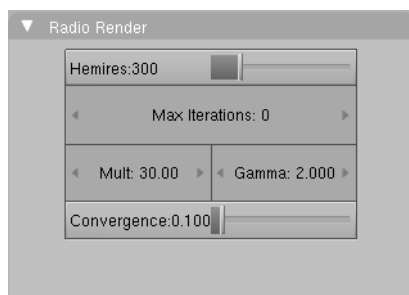 Radio Render
Hemires:300
Max Iterations: 0
Mult: 30.00 Gamma: 2.000
Convergence:0.100